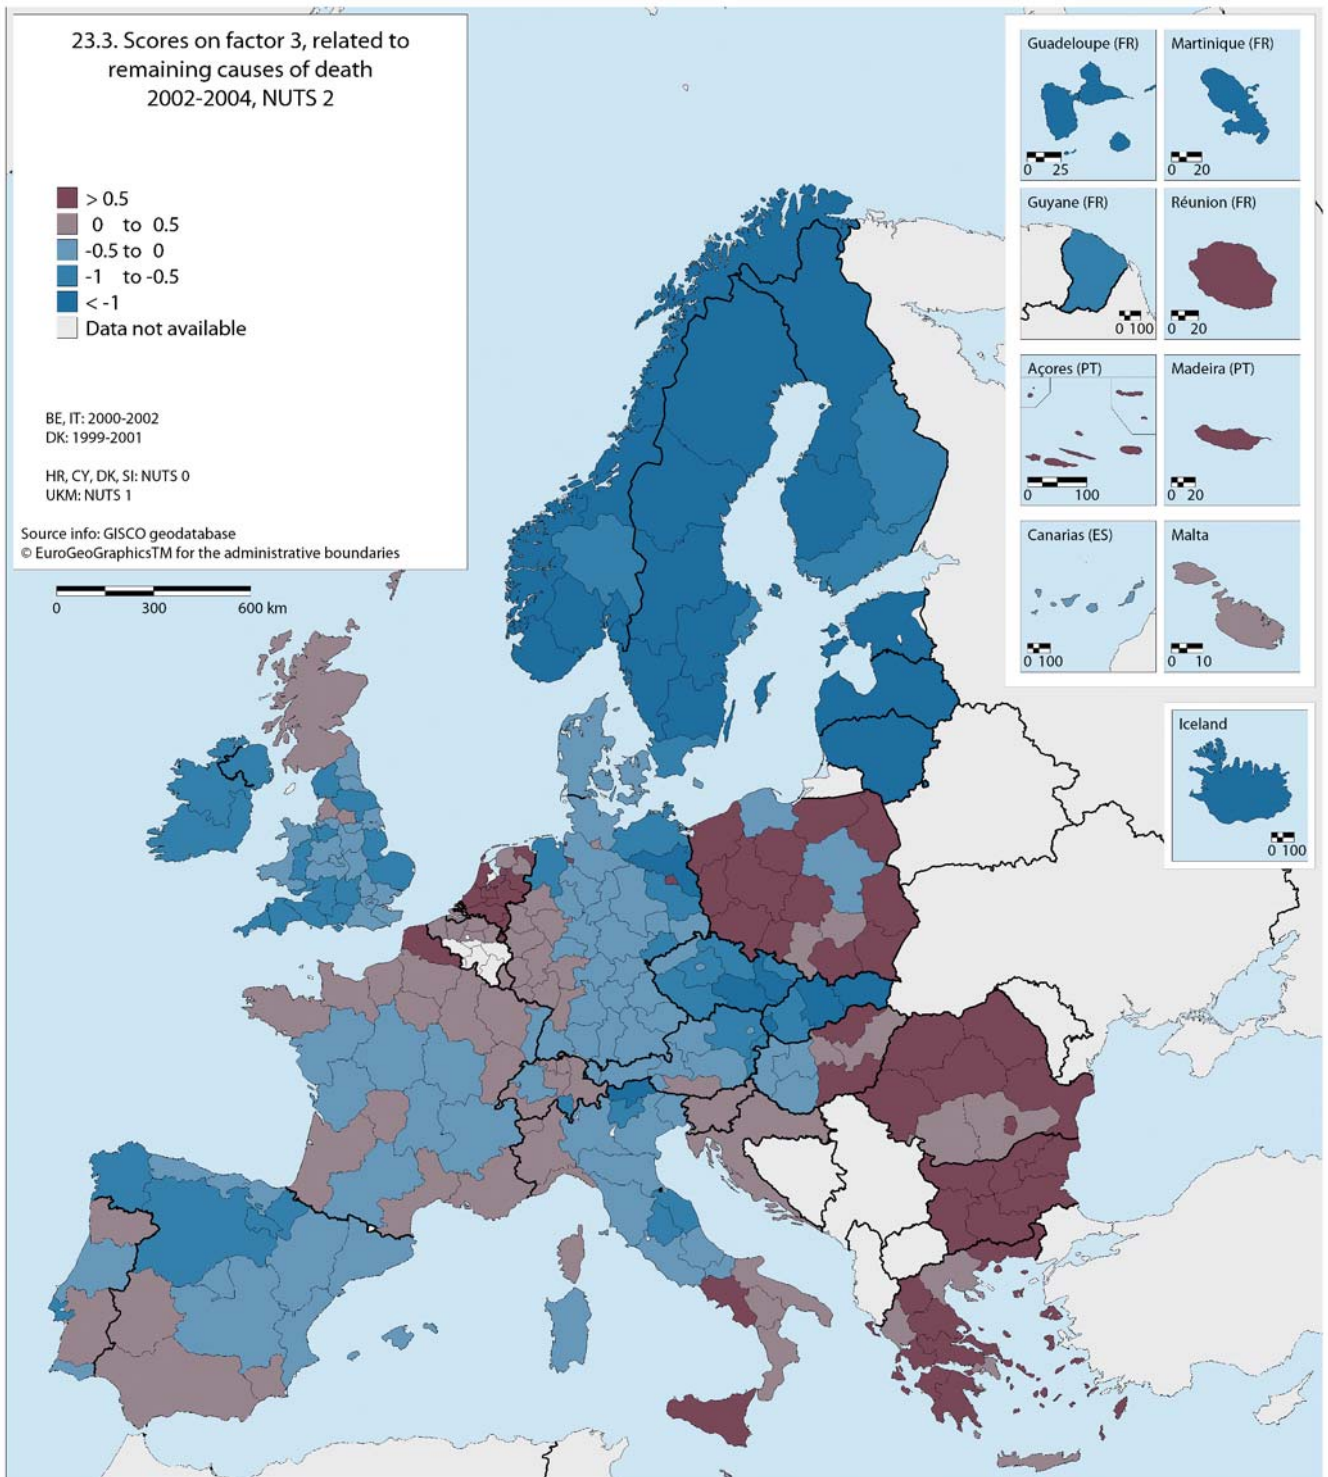 23.3. Scores on factor 3, related to
remaining causes of death
2002-2004, NUTS 2
> 0.5
0 to 0.5
-0.5 to 0
-1 to -0.5
< -1
Data not available
BE, IT: 2000-2002
DK: 1999-2001
HR, CY, DK, SI: NUTS 0
UKM: NUTS 1
Source info: GISCO geodatabase
© EuroGeoGraphicsTM for the administrative boundaries
0 300 600 km
Guadeloupe (FR)
0 25
Martinique (FR)
0 20
Guyane (FR)
0 100
Réunion (FR)
0 20
Açores (PT)
0 100
Madeira (PT)
0 20
Canarias (ES)
0 100
Malta
0 10
Iceland
0 100